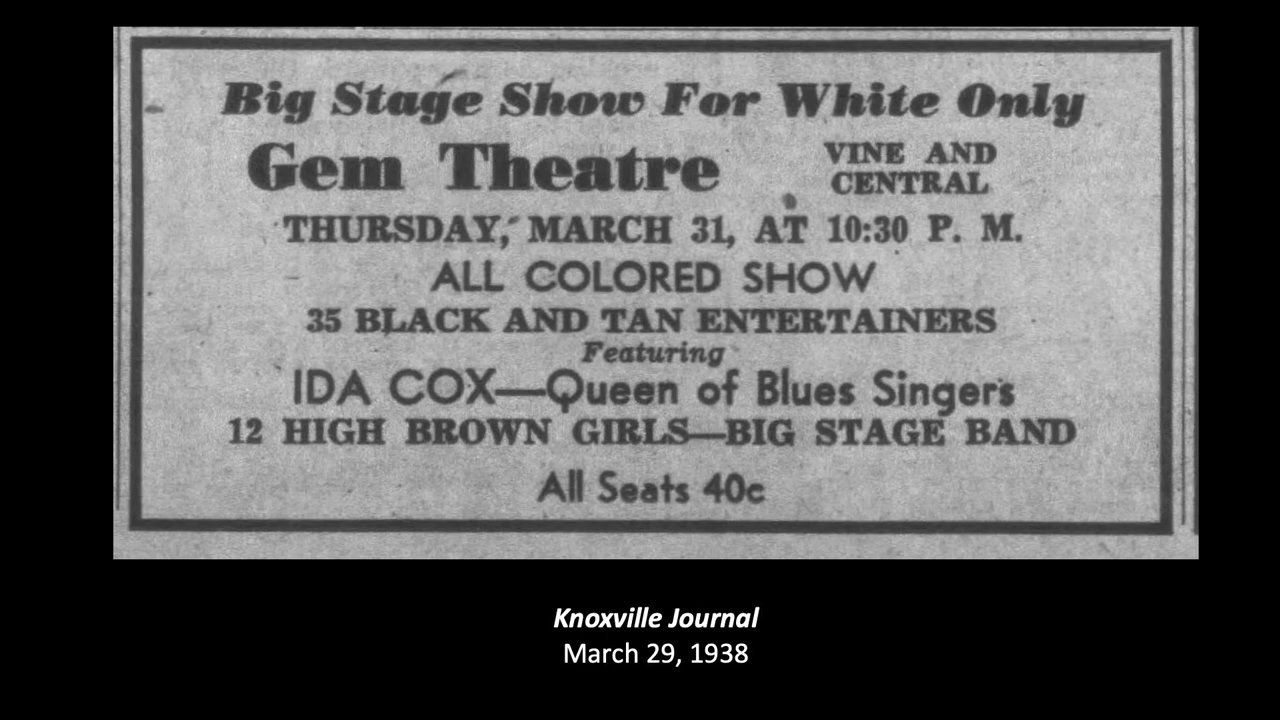 Big Stage Show For White Only
Gem Theatre
VINE AND
CENTRAL
THURSDAY, MARCH 31, AT 10:30 P. M.
ALL COLORED SHOW
35 BLACK AND TAN ENTERTAINERS
Featuring
IDA COX—Queen of Blues Singers
12 HIGH BROWN GIRLS—BIG STAGE BAND
All Seats 40c
Knoxville Journal
March 29, 1938